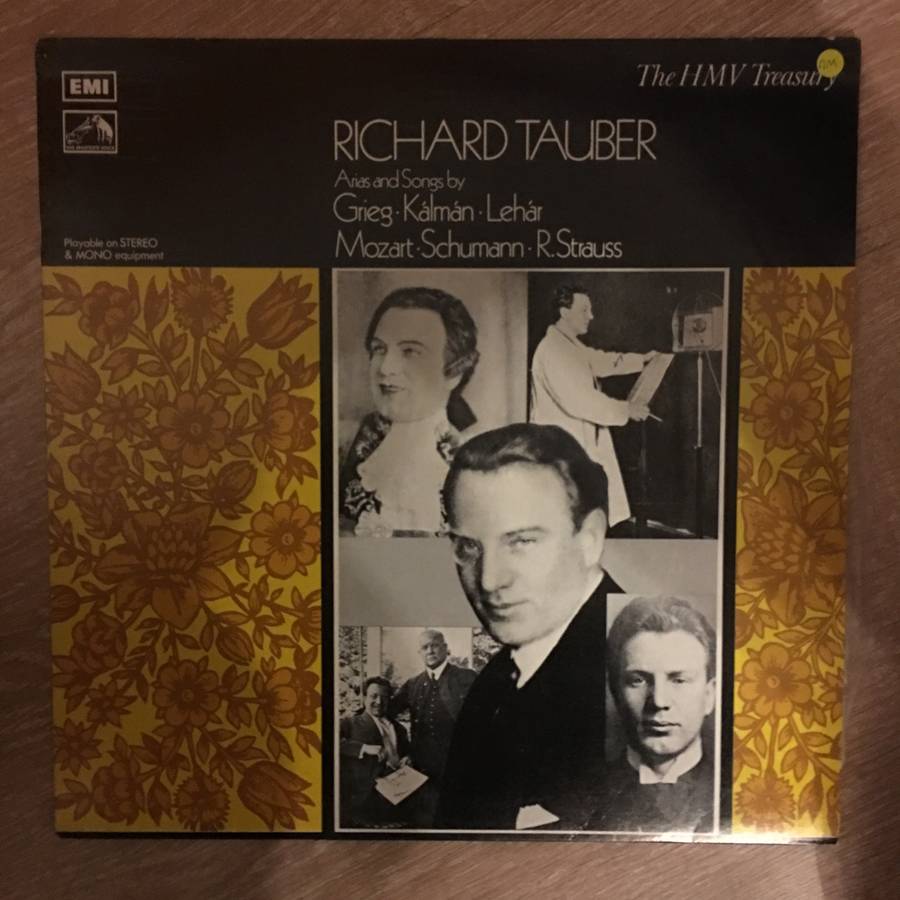 EMI
The HMV Treasury
RICHARD TAUBER
Arias and Songs by
Grieg · Kálmán · Lehár
Mozart · Schumann · R. Strauss
Playable on STEREO
& MONO equipment